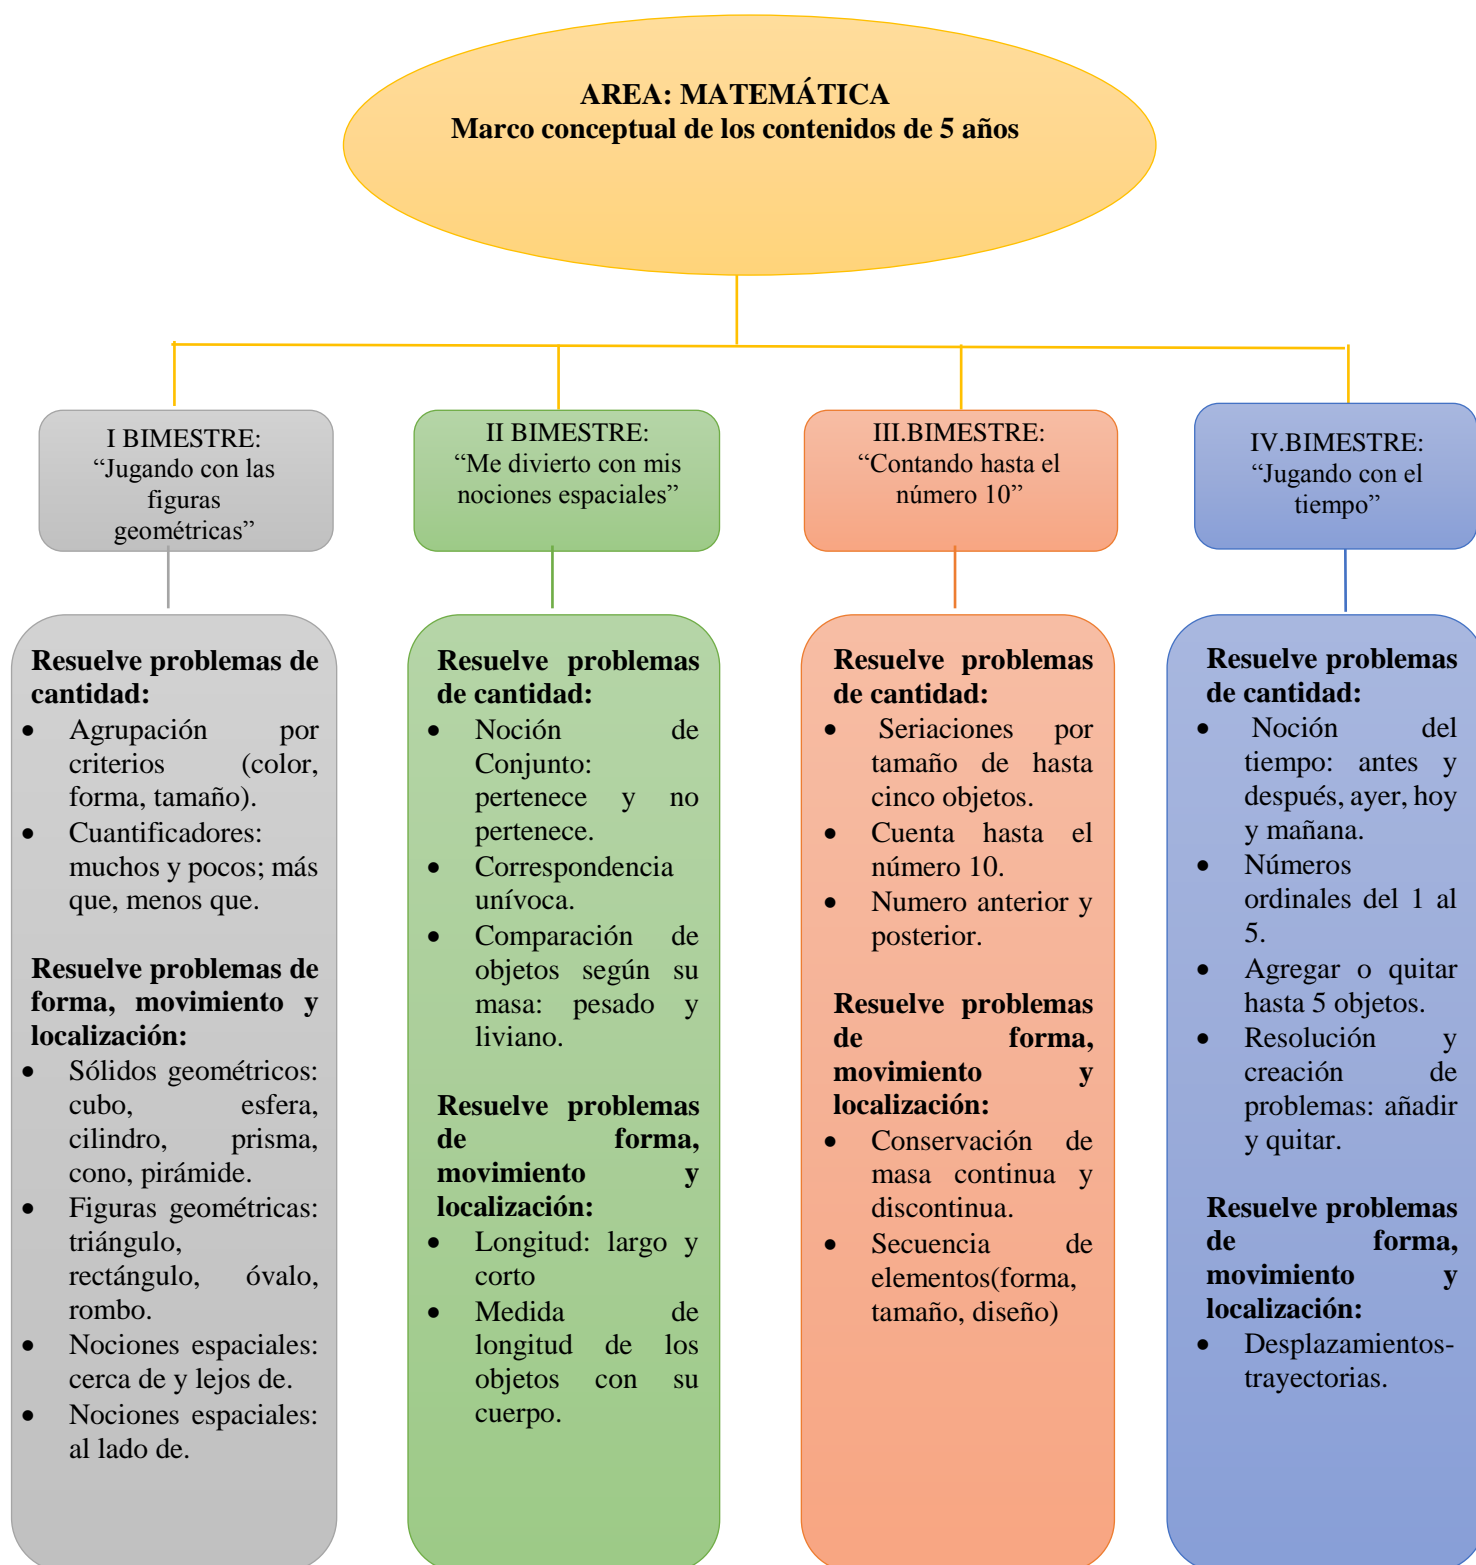 AREA: MATEMÁTICA
Marco conceptual de los contenidos de 5 años
I BIMESTRE:
“Jugando con las
figuras
geométricas”
II BIMESTRE:
“Me divierto con mis
nociones espaciales”
III.BIMESTRE:
“Contando hasta el
número 10”
IV.BIMESTRE:
“Jugando con el
tiempo”
Resuelve problemas de
cantidad:
• Agrupación por
criterios (color,
forma, tamaño).
• Cuantificadores:
muchos y pocos; más
que, menos que.
Resuelve problemas de
forma, movimiento y
localización:
• Sólidos geométricos:
cubo, esfera,
cilindro, prisma,
cono, pirámide.
• Figuras geométricas:
triángulo,
rectángulo, óvalo,
rombo.
• Nociones espaciales:
cerca de y lejos de.
• Nociones espaciales:
al lado de.
Resuelve problemas
de cantidad:
• Noción de
Conjunto:
pertenece y no
pertenece.
• Correspondencia
unívoca.
• Comparación de
objetos según su
masa: pesado y
liviano.
Resuelve problemas
de forma,
movimiento y
localización:
• Longitud: largo y
corto
• Medida de
longitud de los
objetos con su
cuerpo.
Resuelve problemas
de cantidad:
• Seriaciones por
tamaño de hasta
cinco objetos.
• Cuenta hasta el
número 10.
• Numero anterior y
posterior.
Resuelve problemas
de forma,
movimiento y
localización:
• Conservación de
masa continua y
discontinua.
• Secuencia de
elementos(forma,
tamaño, diseño)
Resuelve problemas
de cantidad:
• Noción del
tiempo: antes y
después, ayer, hoy
y mañana.
• Números
ordinales del 1 al
5.
• Agregar o quitar
hasta 5 objetos.
• Resolución y
creación de
problemas: añadir
y quitar.
Resuelve problemas
de forma,
movimiento y
localización:
• Desplazamientos-
trayectorias.